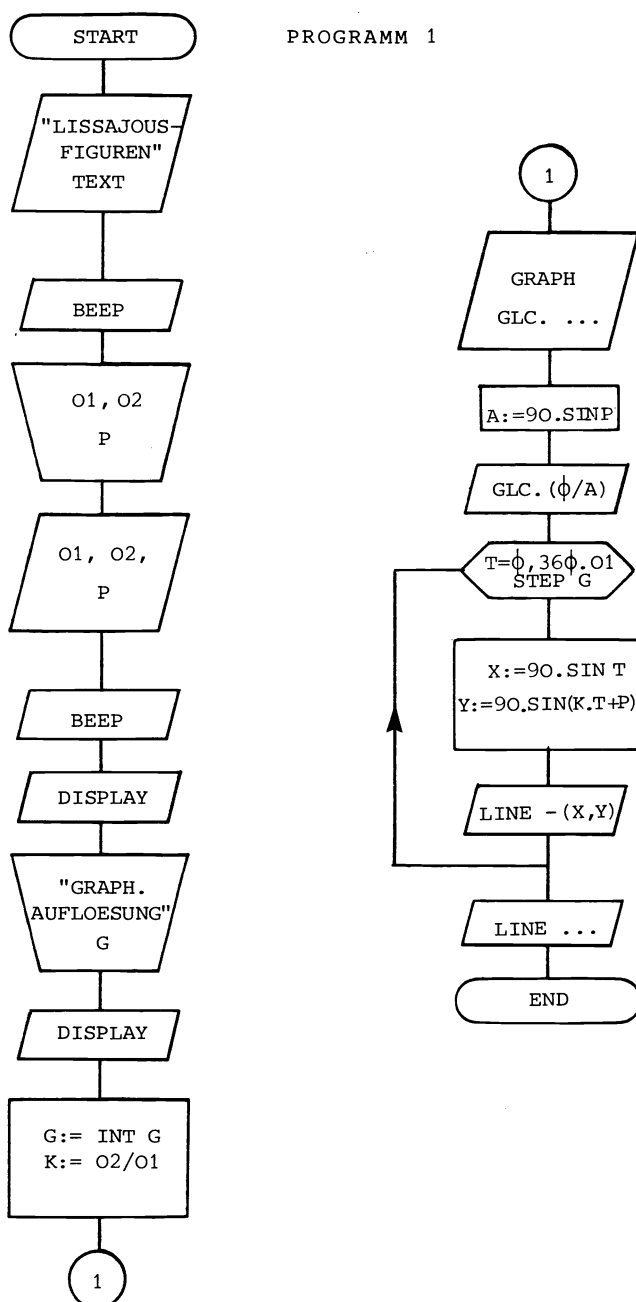 START
PROGRAMM 1
"LISSAJOUS-
FIGUREN"
TEXT
BEEP
O1, O2
P
O1, O2,
P
BEEP
DISPLAY
"GRAPH.
AUFLOESUNG"
G
DISPLAY
G:= INT G
K:= O2/O1
1
1
GRAPH
GLC. ...
A:=9O.SINP
GLC.(ϕ/A)
T=ϕ,36ϕ.O1
STEP G
X:=9O.SIN T
Y:=9O.SIN(K.T+P)
LINE -(X,Y)
LINE ...
END